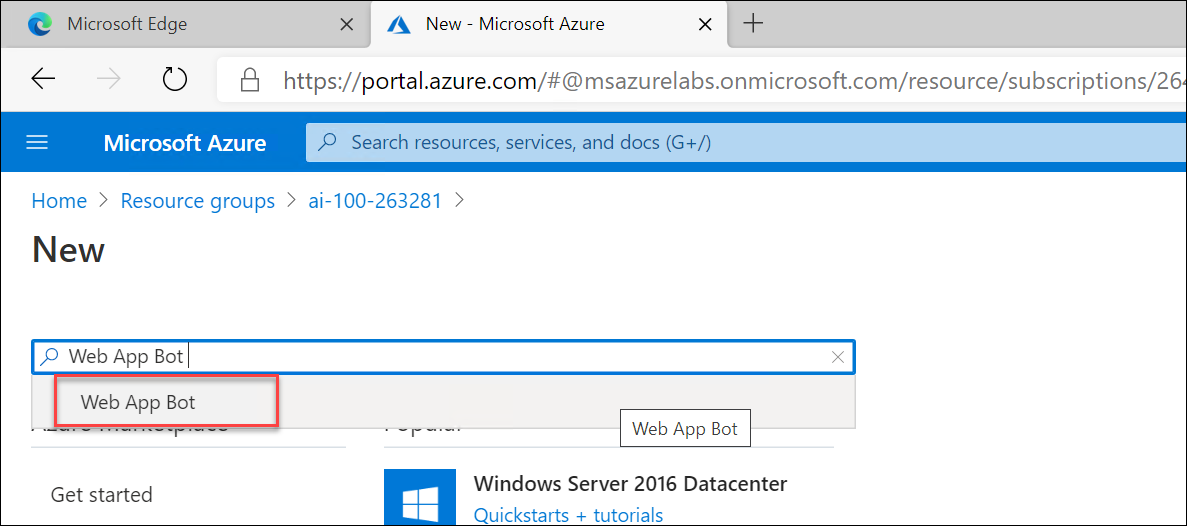 Microsoft Edge
New - Microsoft Azure
https://portal.azure.com/#@msazurelabs.onmicrosoft.com/resource/subscriptions/264
Microsoft Azure
Search resources, services, and docs (G+/)
Home > Resource groups > ai-100-263281 >
New
Web App Bot
Web App Bot
Azure Marketplace
Popular
Web App Bot
Windows Server 2016 Datacenter
Get started
Quickstarts + tutorials